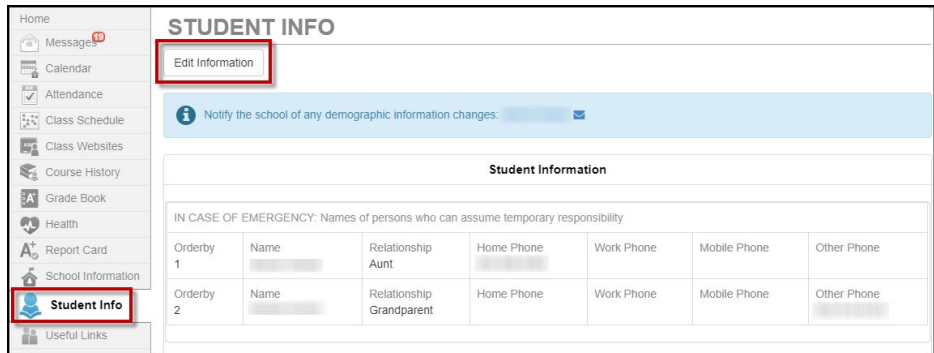 Home
Messages
Calendar
Attendance
Class Schedule
Class Websites
Course History
Grade Book
Health
Report Card
School Information
Student Info
Useful Links
STUDENT INFO
Edit Information
Notify the school of any demographic information changes:
Student Information
IN CASE OF EMERGENCY: Names of persons who can assume temporary responsibility
Orderby Name Relationship Home Phone Work Phone Mobile Phone Other Phone
1 Aunt
Orderby Name Relationship Home Phone Work Phone Mobile Phone Other Phone
2 Grandparent